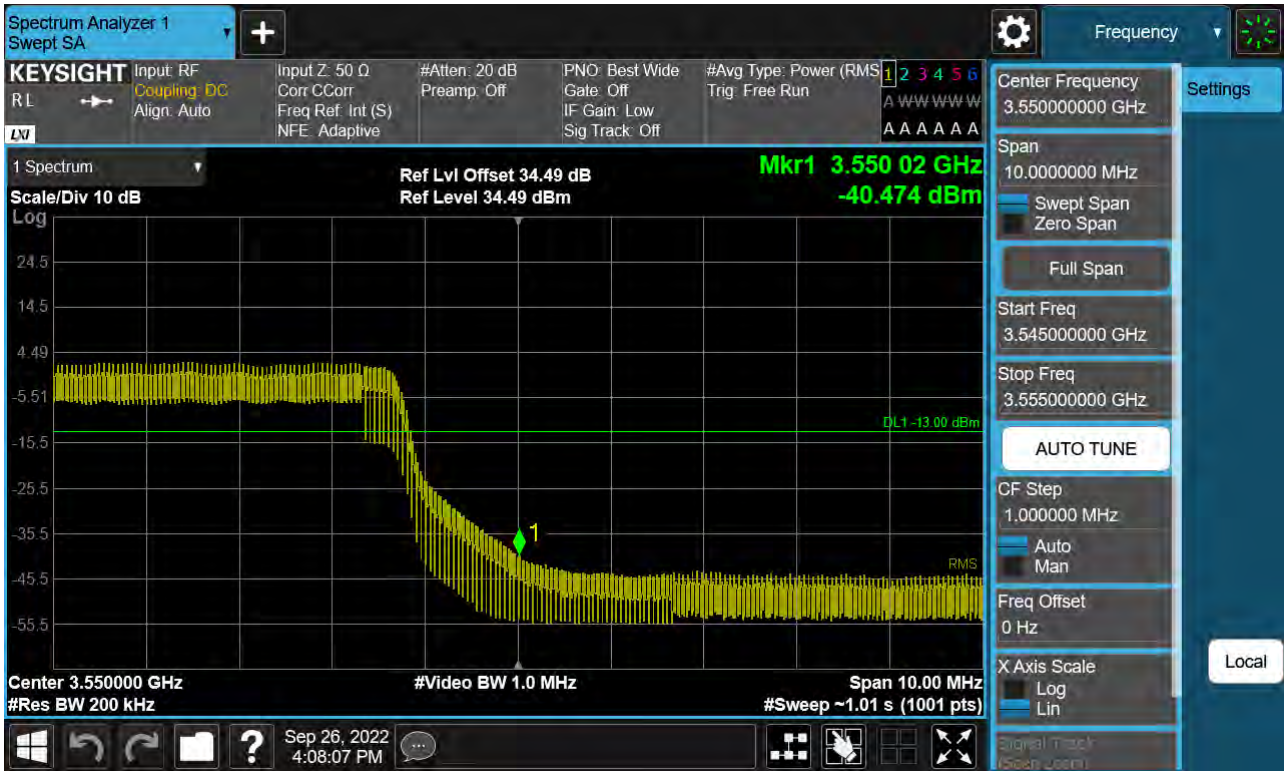 Spectrum Analyzer 1
Swept SA
+
Frequency
KEYSIGHT
RL
LXI
Input: RF
Coupling: DC
Align: Auto
Input Z: 50 Ω
Corr CCorr
Freq Ref: Int (S)
NFE: Adaptive
#Atten: 20 dB
Preamp: Off
PNO: Best Wide
Gate: Off
IF Gain: Low
Sig Track: Off
#Avg Type: Power (RMS
Trig: Free Run
1 2 3 4 5 6
A W W W W W
A A A A A A
1 Spectrum
Scale/Div 10 dB
Log
Ref Lvl Offset 34.49 dB
Ref Level 34.49 dBm
Mkr1 3.550 02 GHz
-40.474 dBm
24.5
14.5
4.49
-5.51
-15.5
-25.5
-35.5
-45.5
-55.5
DL1 -13.00 dBm
1
RMS
Center 3.550000 GHz
#Res BW 200 kHz
#Video BW 1.0 MHz
Span 10.00 MHz
#Sweep ~1.01 s (1001 pts)
Center Frequency
3.550000000 GHz
Span
10.0000000 MHz
Swept Span
Zero Span
Full Span
Start Freq
3.545000000 GHz
Stop Freq
3.555000000 GHz
AUTO TUNE
CF Step
1.000000 MHz
Auto
Man
Freq Offset
0 Hz
X Axis Scale
Log
Lin
Signal Track
(Span Zoom)
Settings
Local
?
Sep 26, 2022
4:08:07 PM